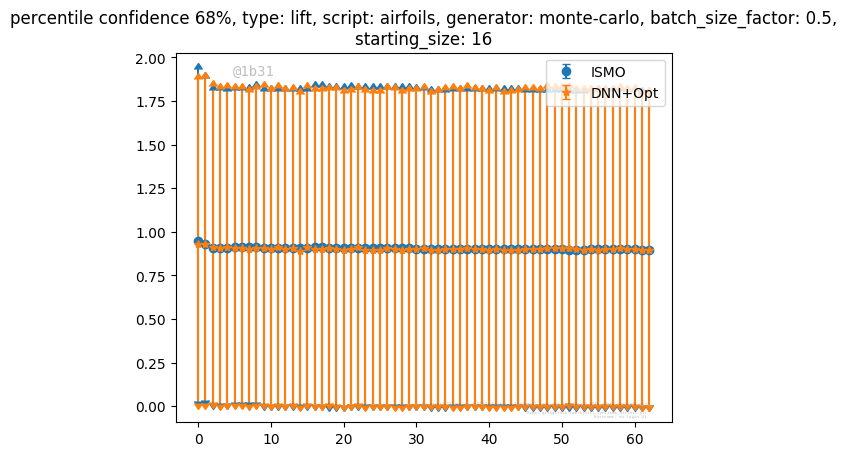 percentile confidence 68%, type: lift, script: airfoils, generator: monte-carlo, batch_size_factor: 0.5,
starting_size: 16
@1b31
ISMO
DNN+Opt
2.00
1.75
1.50
1.25
1.00
0.75
0.50
0.25
0.00
0 10 20 30 40 50 60